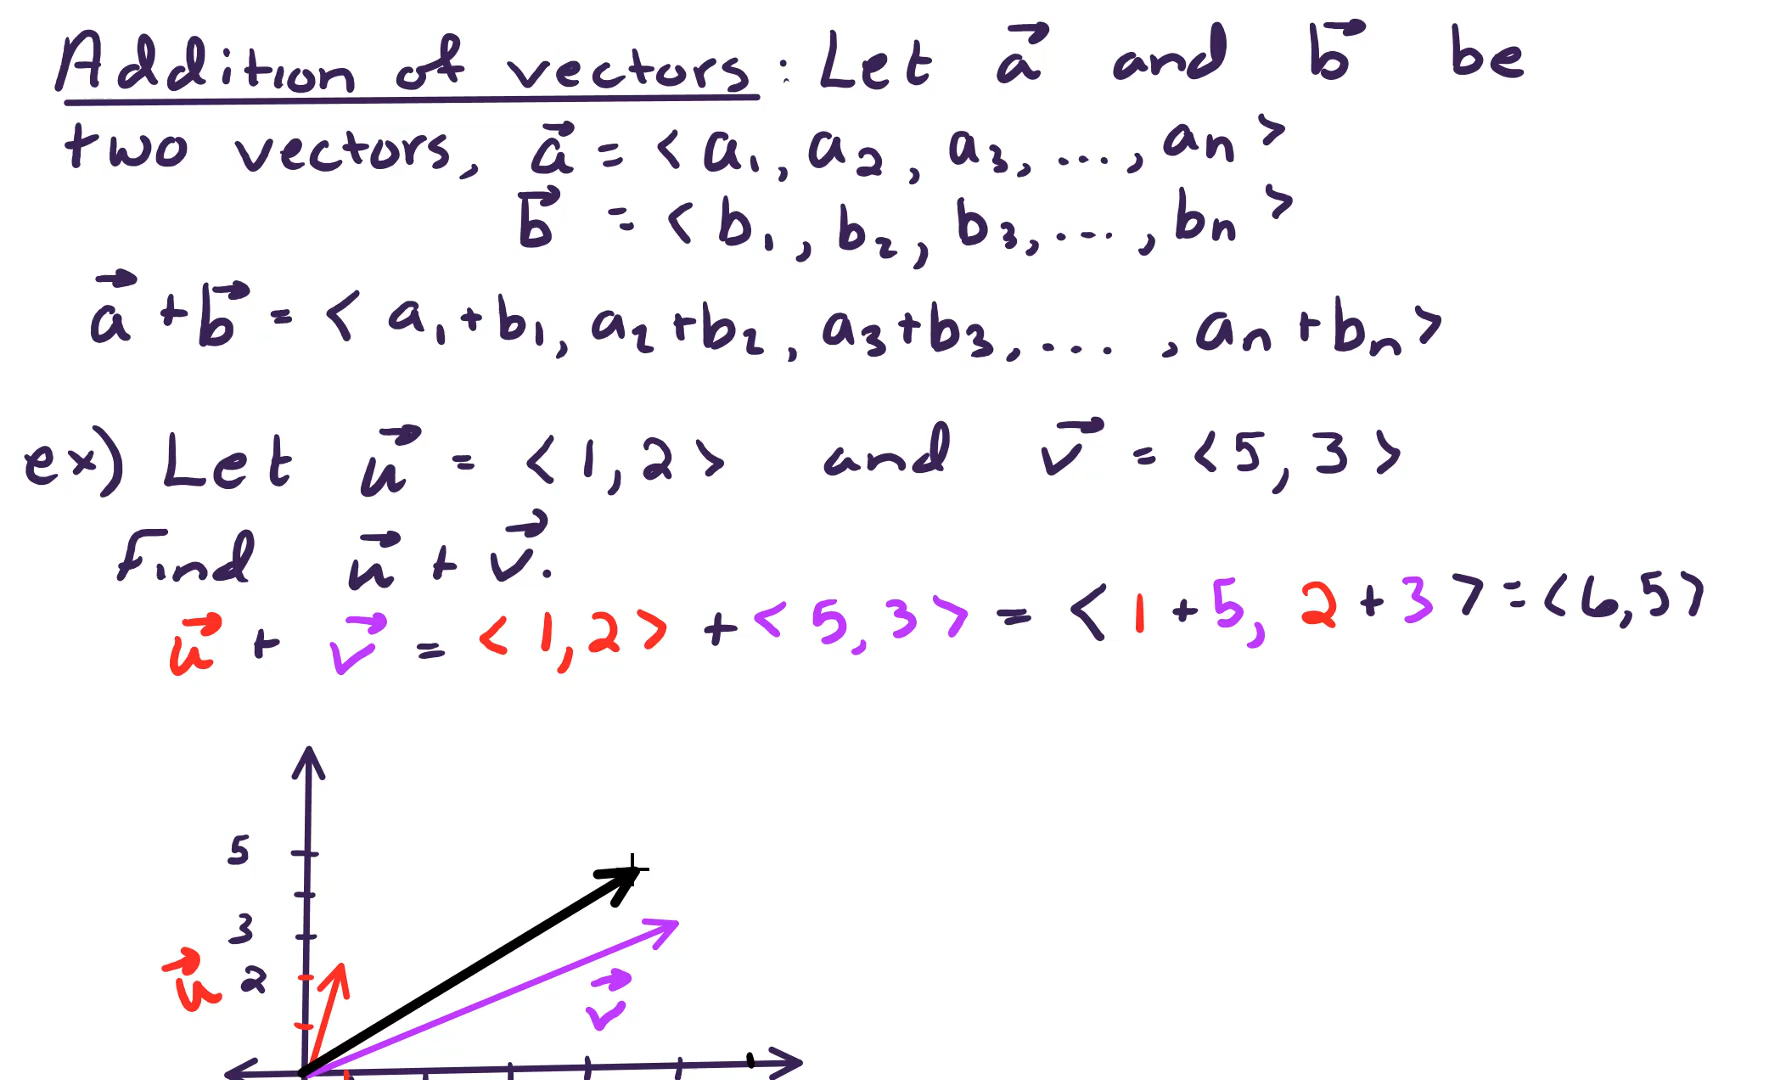 Addition of vectors: Let a⃗ and b⃗ be
two vectors, a⃗ = <a₁, a₂, a₃, ..., aₙ>
b⃗ = <b₁, b₂, b₃, ..., bₙ>
a⃗ + b⃗ = <a₁+b₁, a₂+b₂, a₃+b₃, ..., aₙ+bₙ>
ex) Let u⃗ = <1,2> and v⃗ = <5,3>
Find u⃗ + v⃗.
u⃗ + v⃗ = <1,2> + <5,3> = <1+5, 2+3> = <6,5>
5
3
u⃗ 2
v⃗